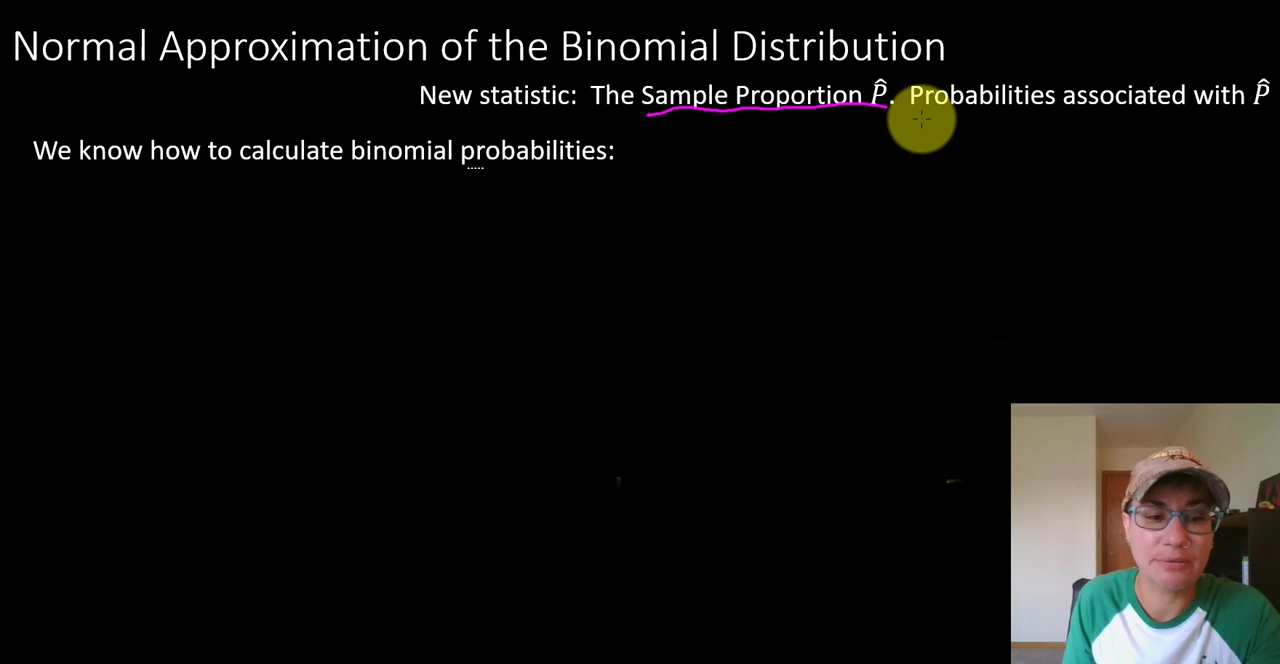 Normal Approximation of the Binomial Distribution
New statistic: The Sample Proportion P̂. Probabilities associated with P̂
We know how to calculate binomial probabilities: